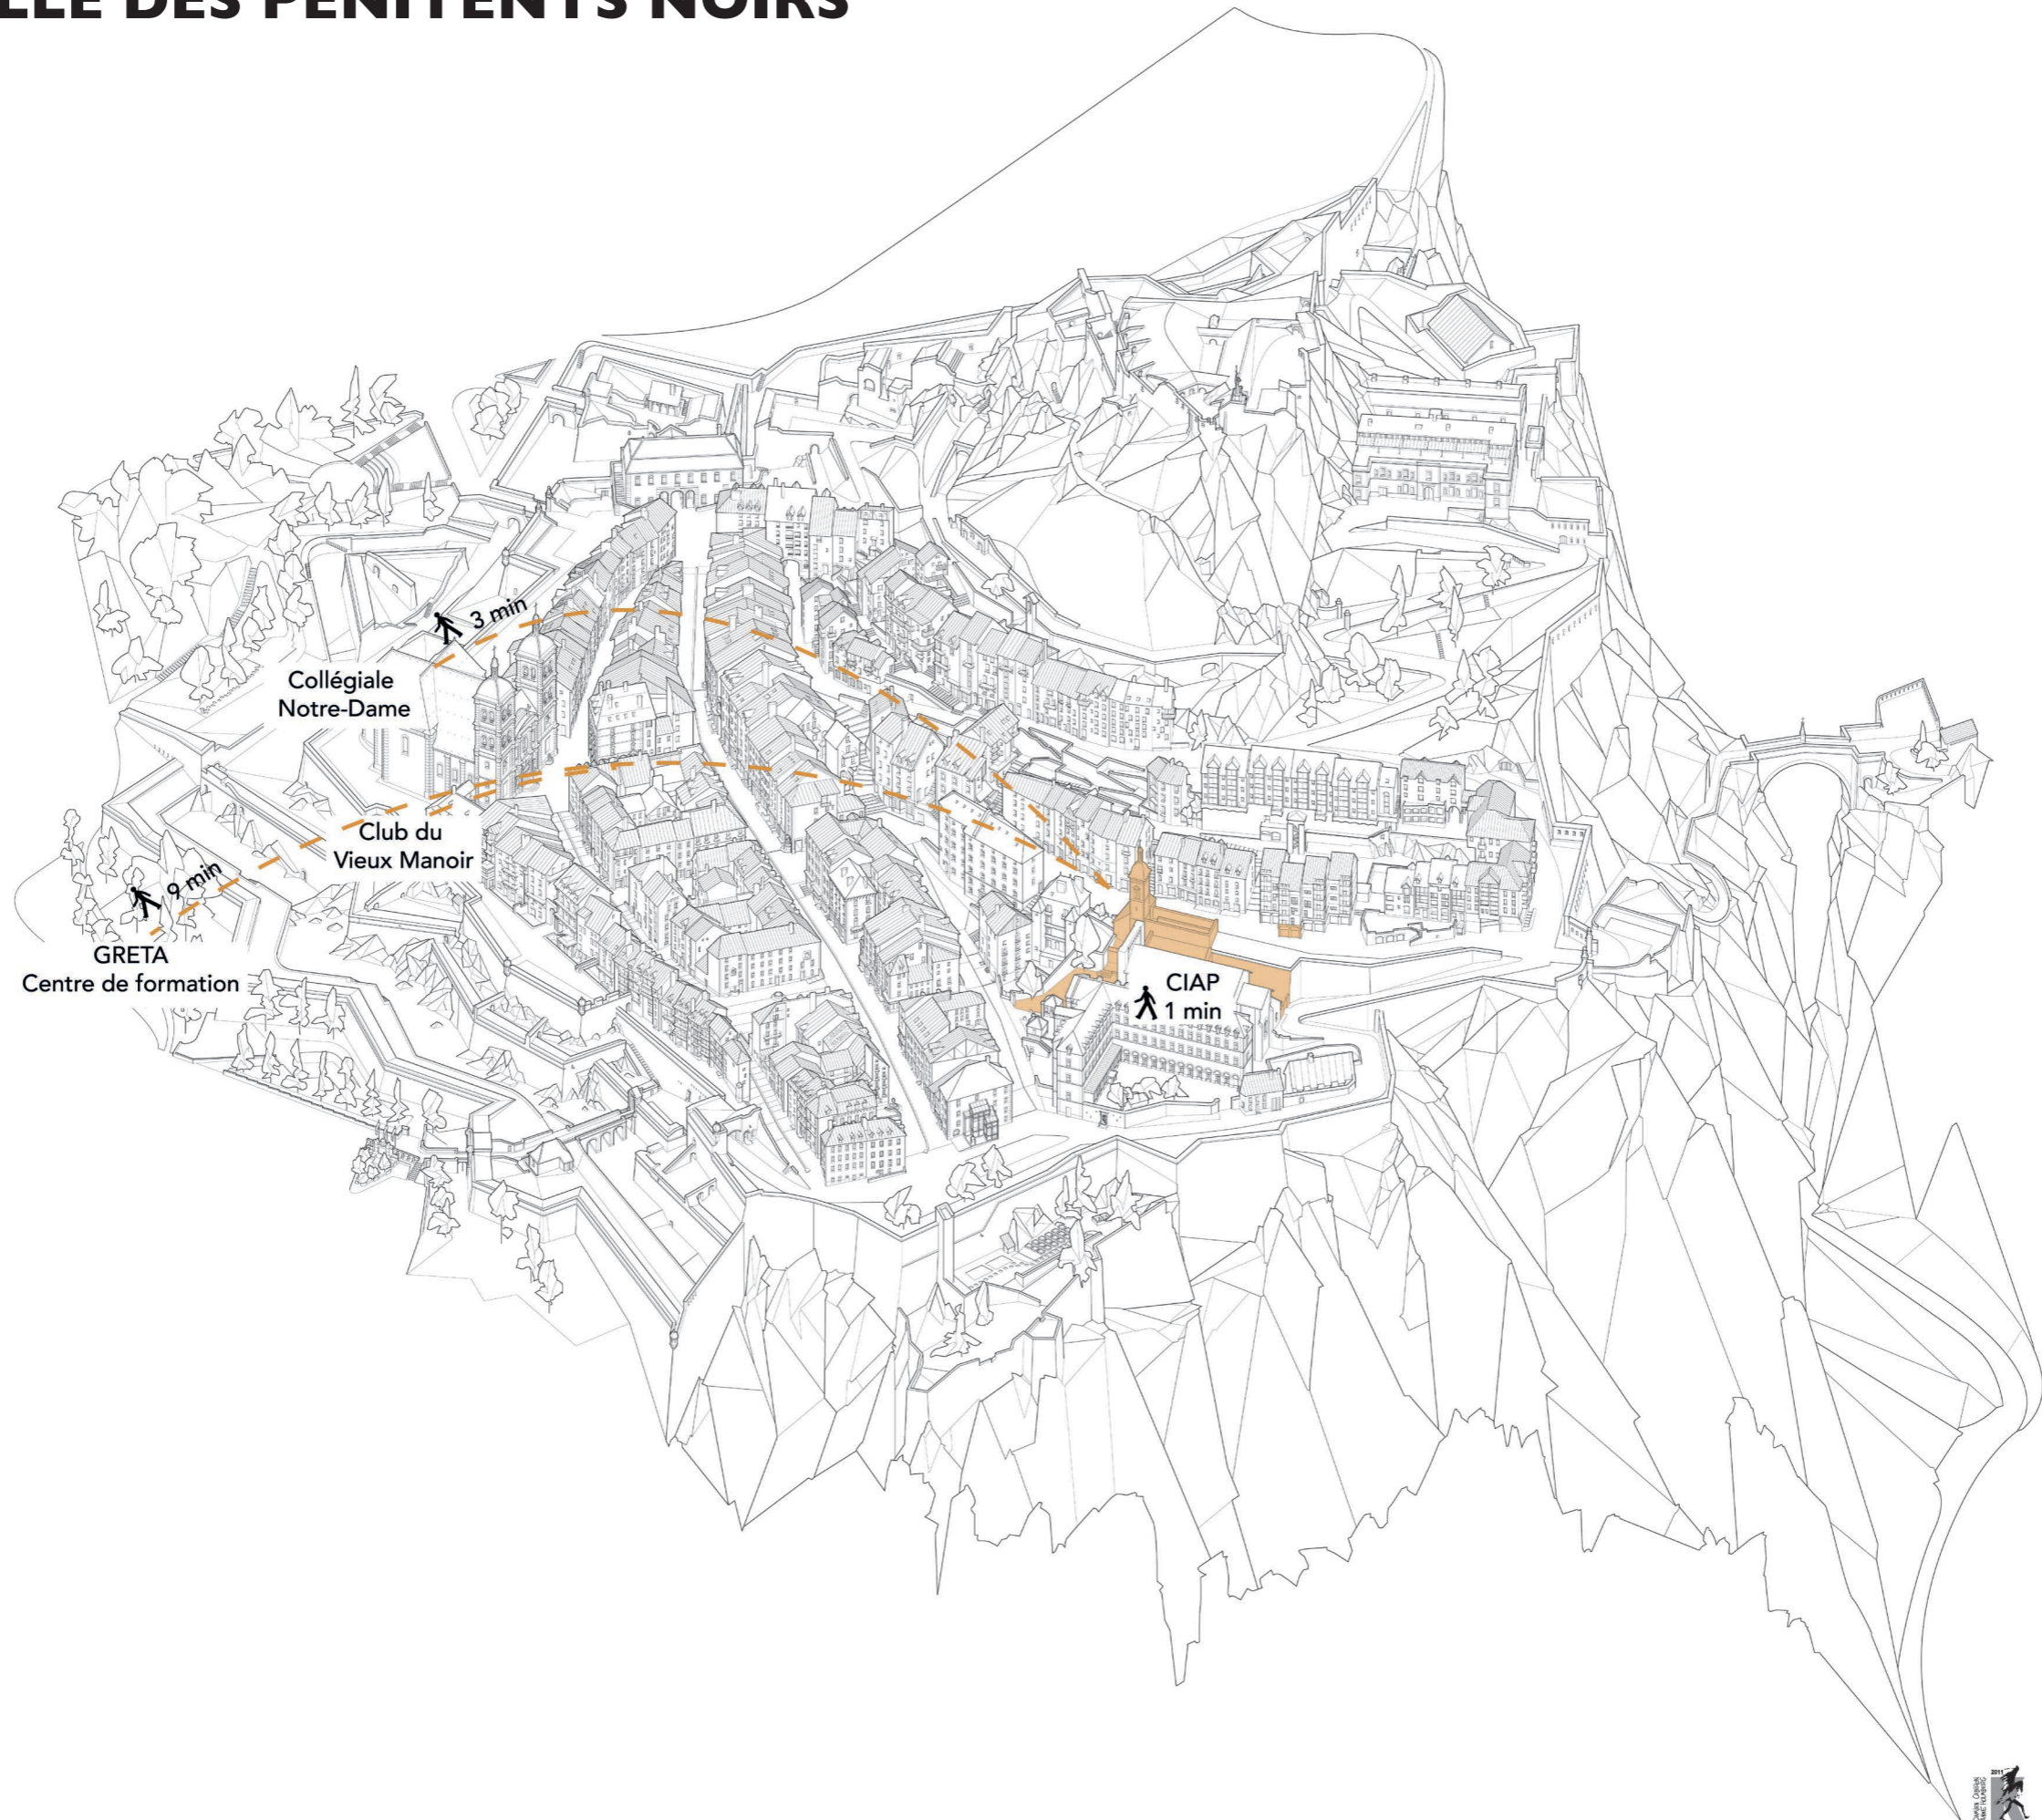 LLE DES PENITENTS NOIRS
3 min
Collégiale
Notre-Dame
Club du
Vieux Manoir
9 min
GRETA
Centre de formation
CIAP
1 min
2011